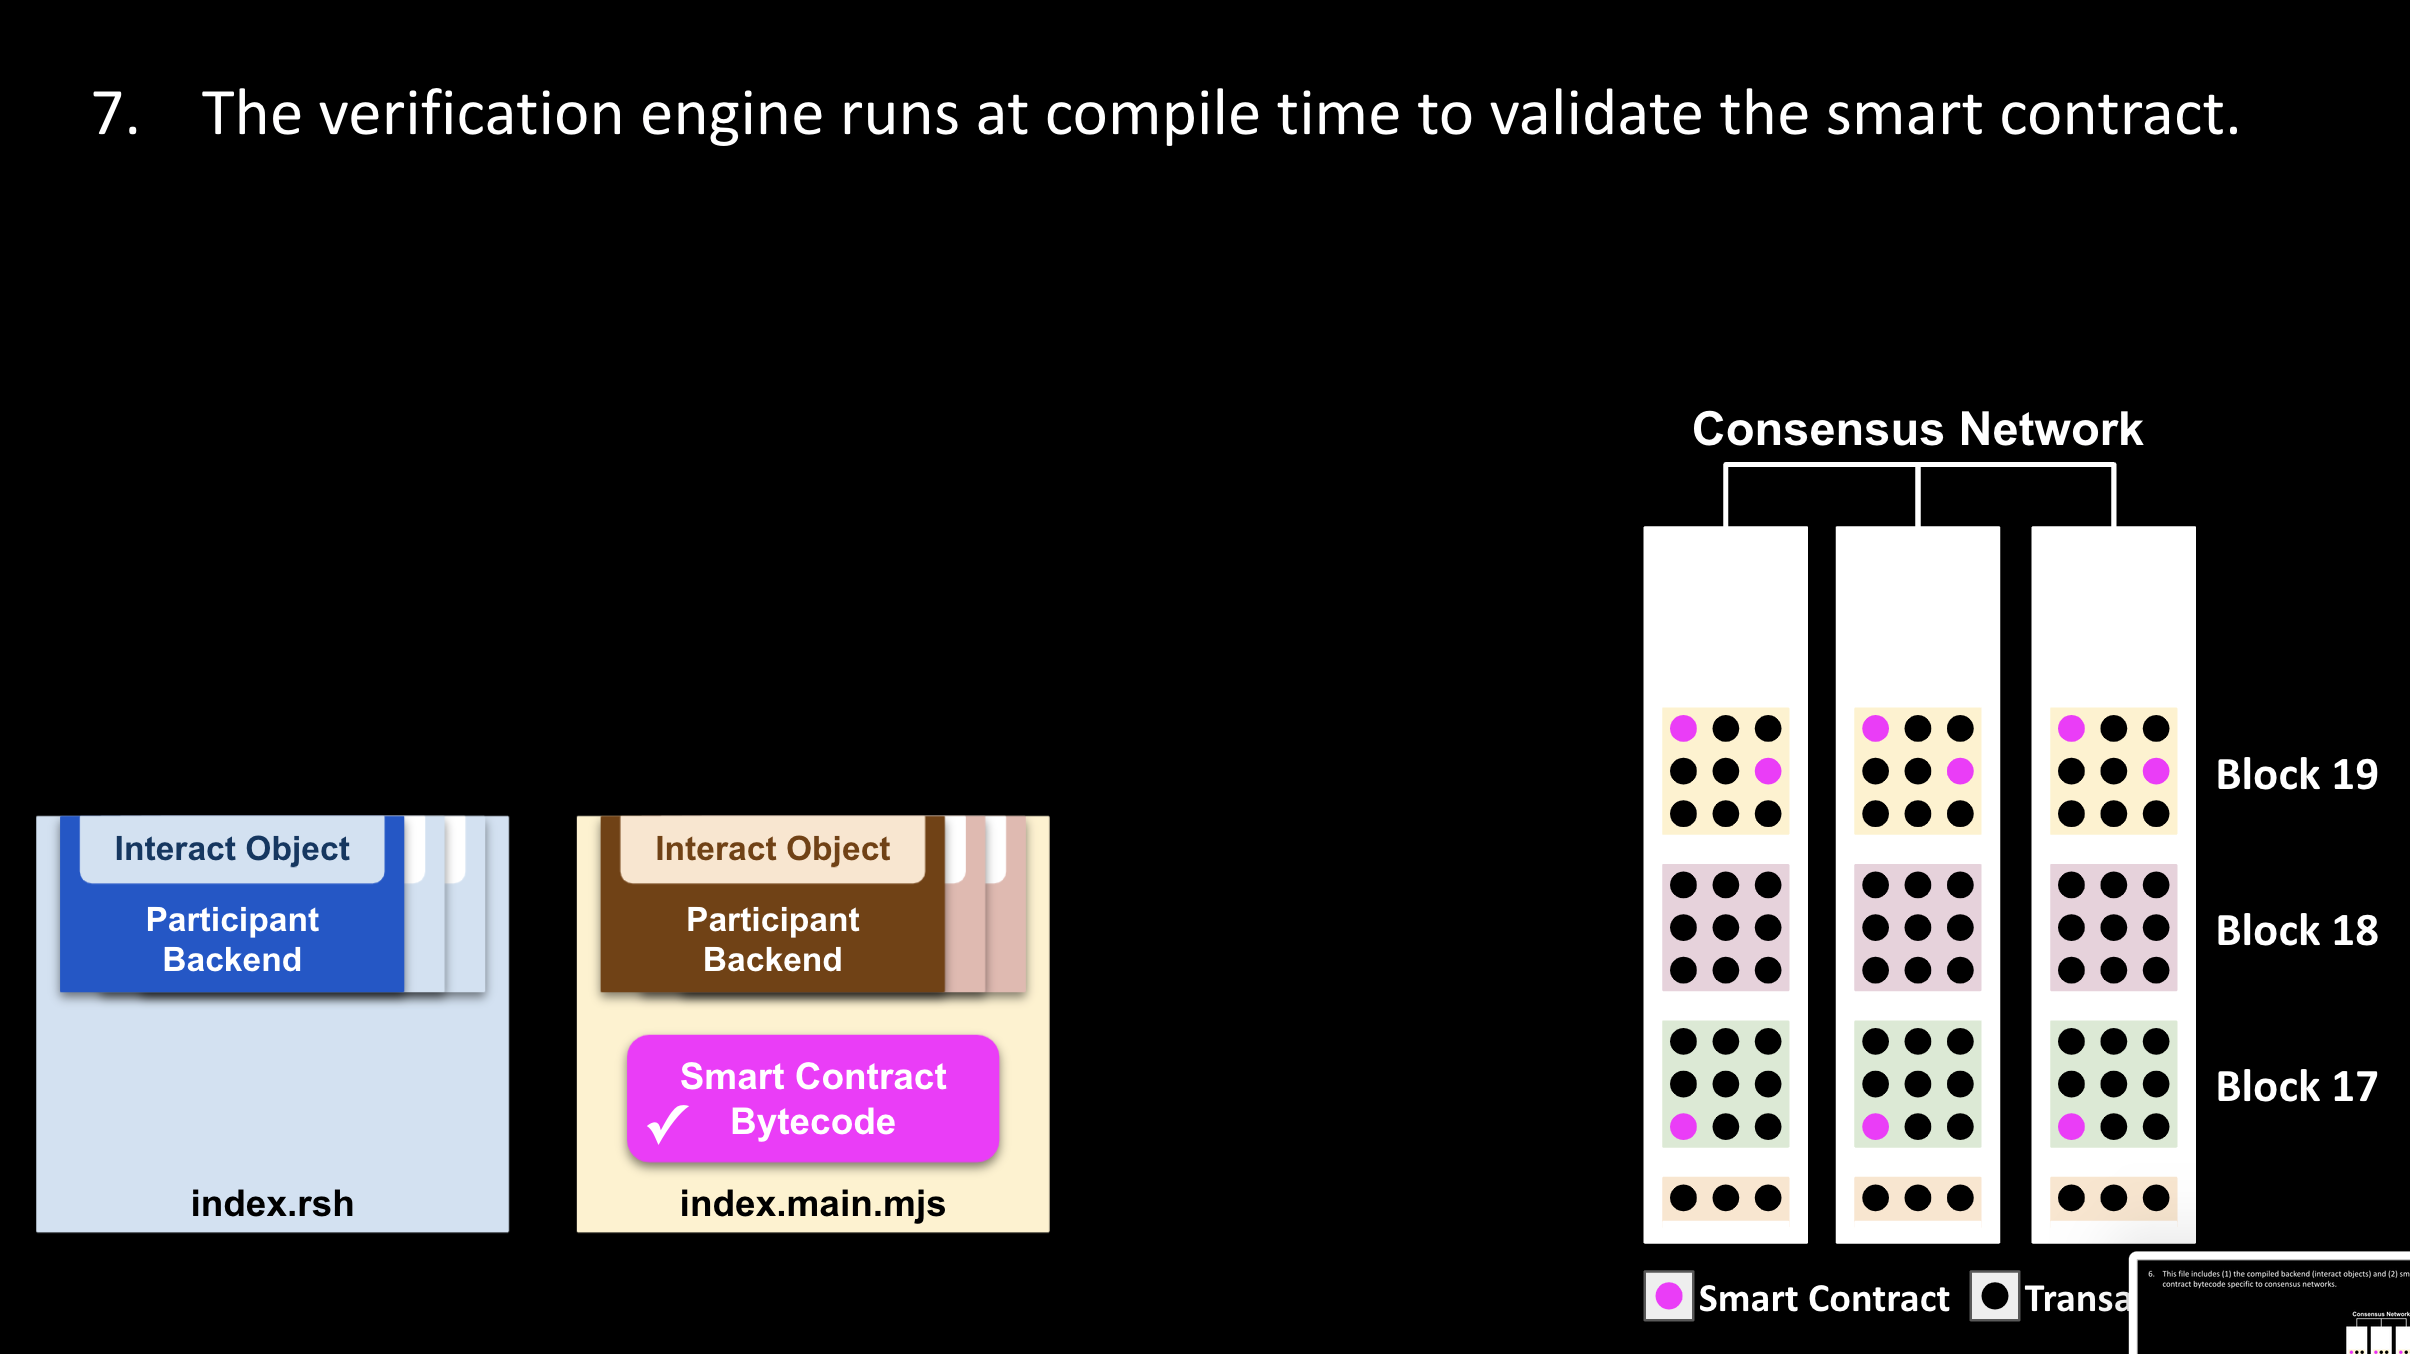 7. The verification engine runs at compile time to validate the smart contract.
Consensus Network
Block 19
Block 18
Block 17
Interact Object
Participant
Backend
index.rsh
Interact Object
Participant
Backend
Smart Contract
Bytecode
index.main.mjs
Smart Contract
Transa
6. This file includes (1) the compiled backend (interact objects) and (2) sm
contract bytecode specific to consensus networks.
Consensus Network